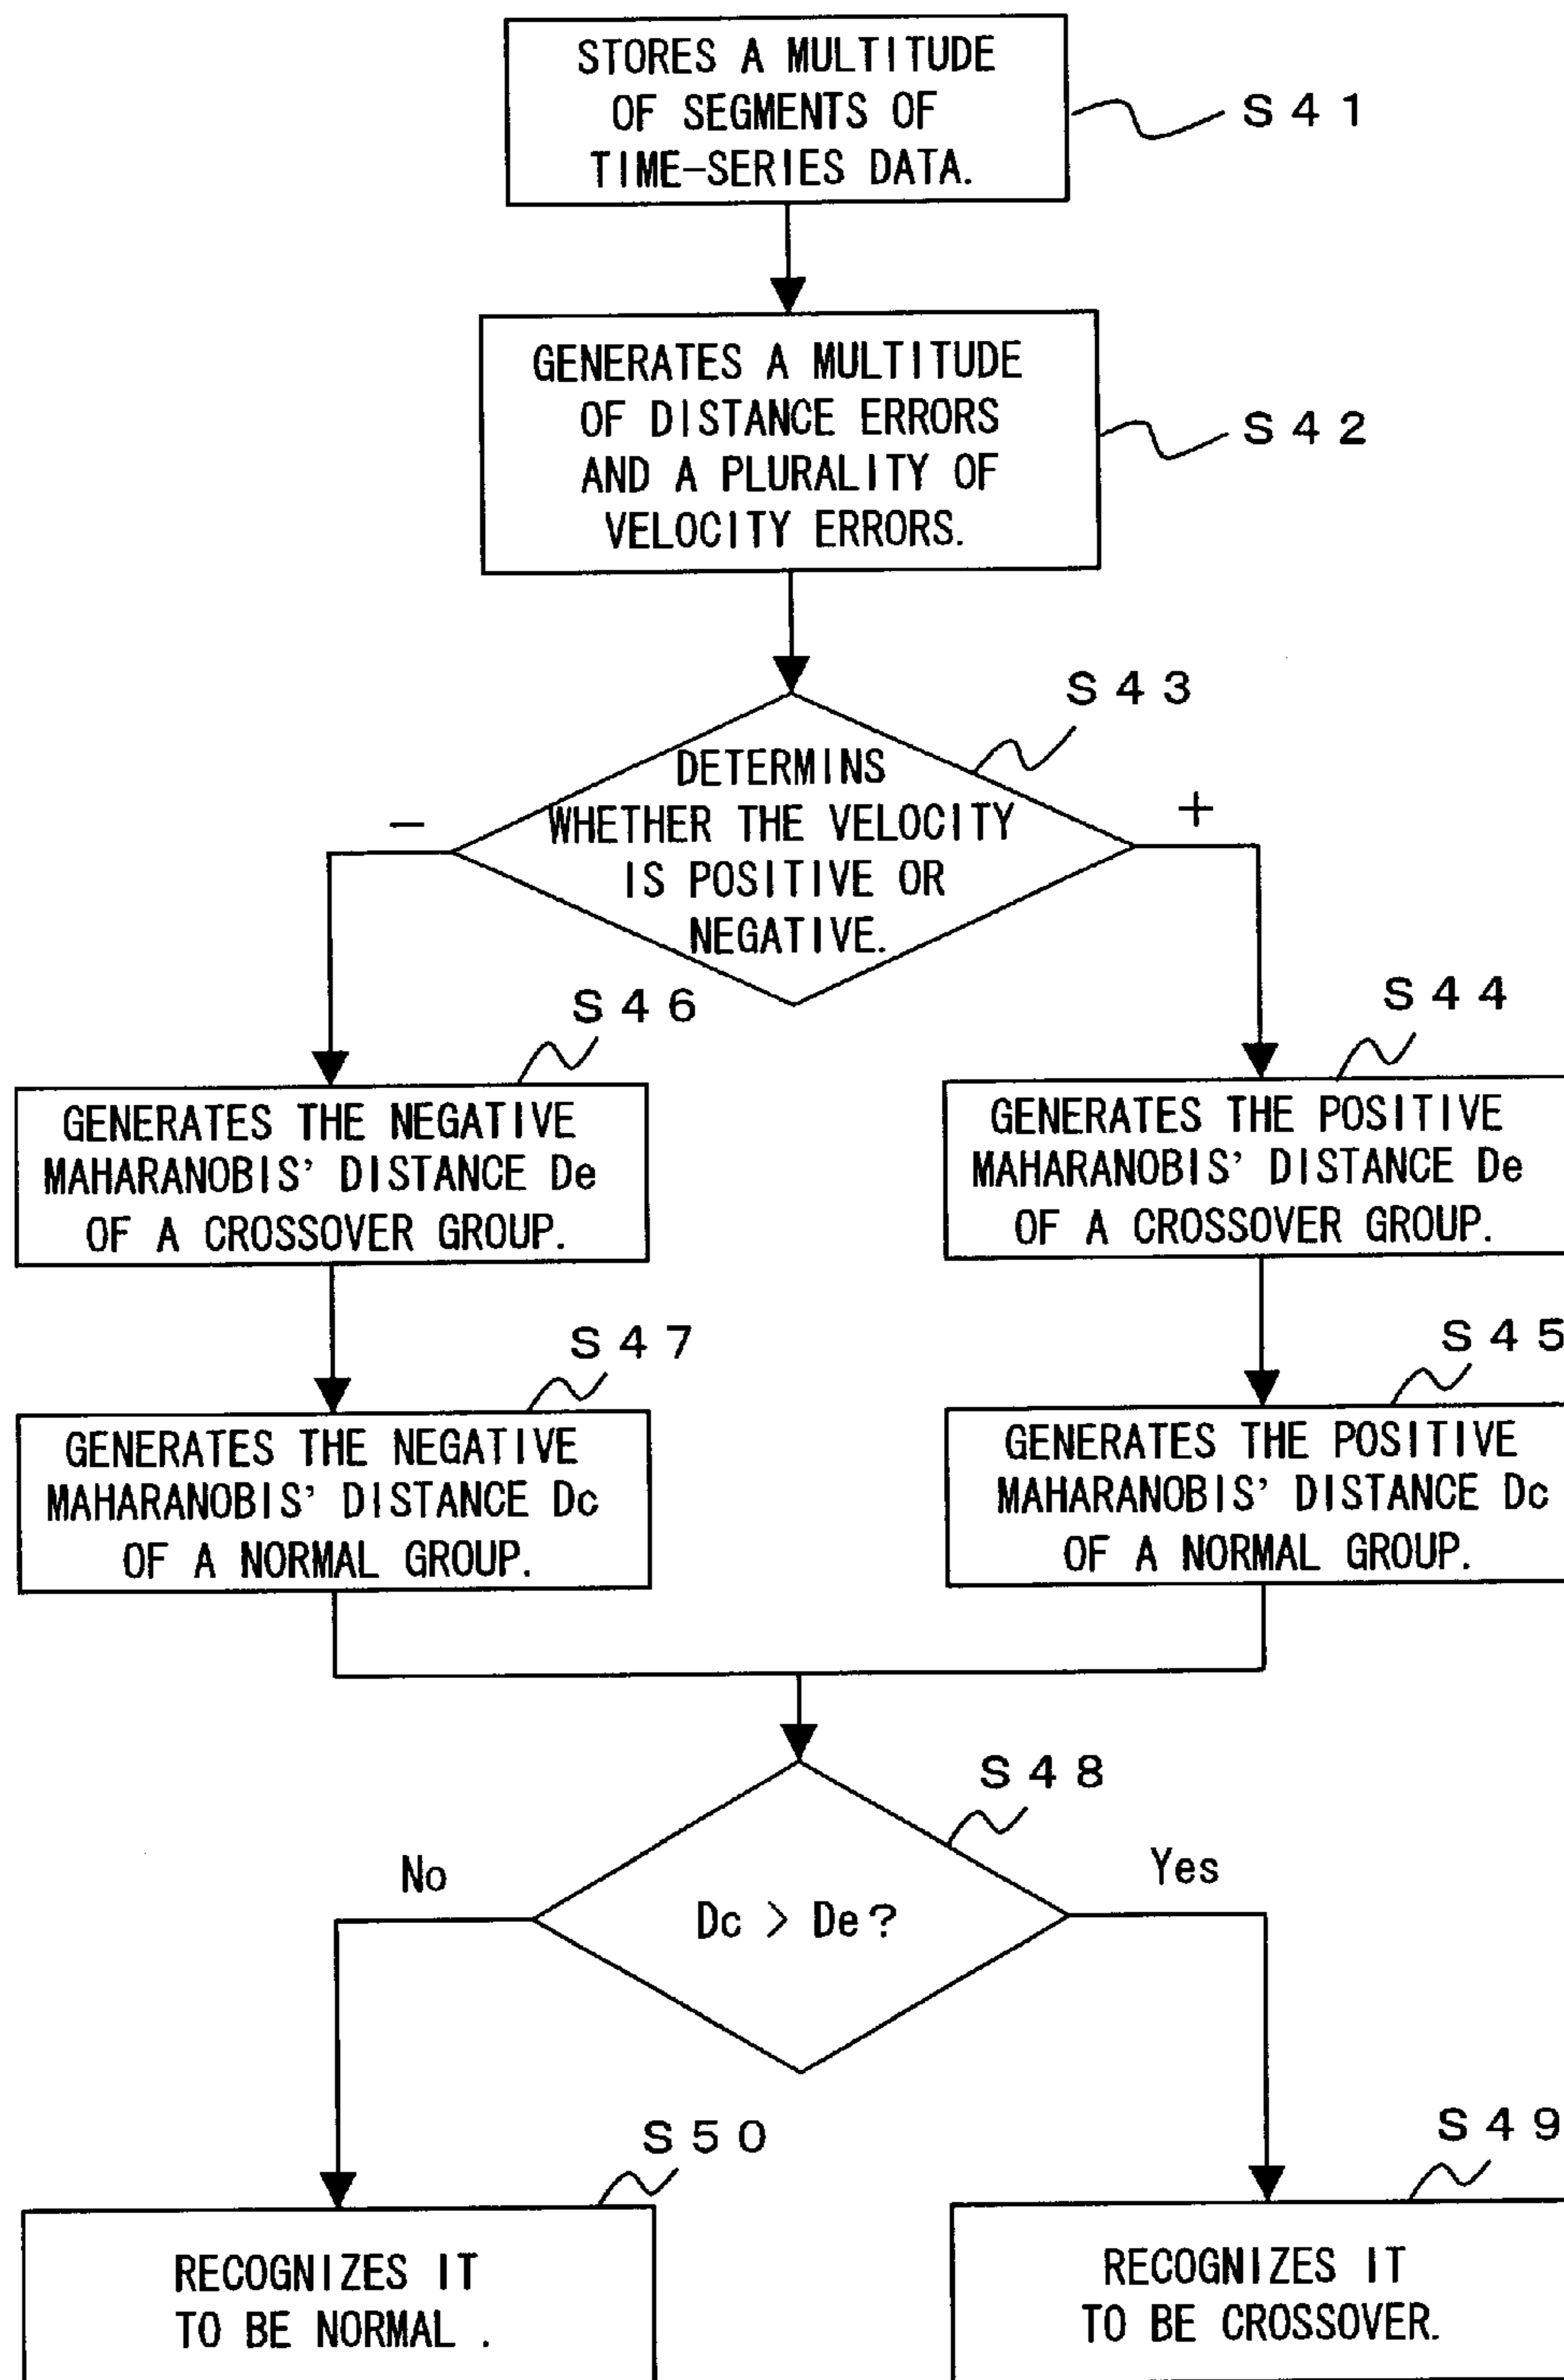 STORES A MULTITUDE
OF SEGMENTS OF
TIME-SERIES DATA.
S41
GENERATES A MULTITUDE
OF DISTANCE ERRORS
AND A PLURALITY OF
VELOCITY ERRORS.
S42
S43
DETERMINS
WHETHER THE VELOCITY
IS POSITIVE OR
NEGATIVE.
−
+
S46
GENERATES THE NEGATIVE
MAHARANOBIS' DISTANCE De
OF A CROSSOVER GROUP.
S44
GENERATES THE POSITIVE
MAHARANOBIS' DISTANCE De
OF A CROSSOVER GROUP.
S47
GENERATES THE NEGATIVE
MAHARANOBIS' DISTANCE Dc
OF A NORMAL GROUP.
S45
GENERATES THE POSITIVE
MAHARANOBIS' DISTANCE Dc
OF A NORMAL GROUP.
S48
Dc > De?
No
Yes
S50
RECOGNIZES IT
TO BE NORMAL .
S49
RECOGNIZES IT
TO BE CROSSOVER.